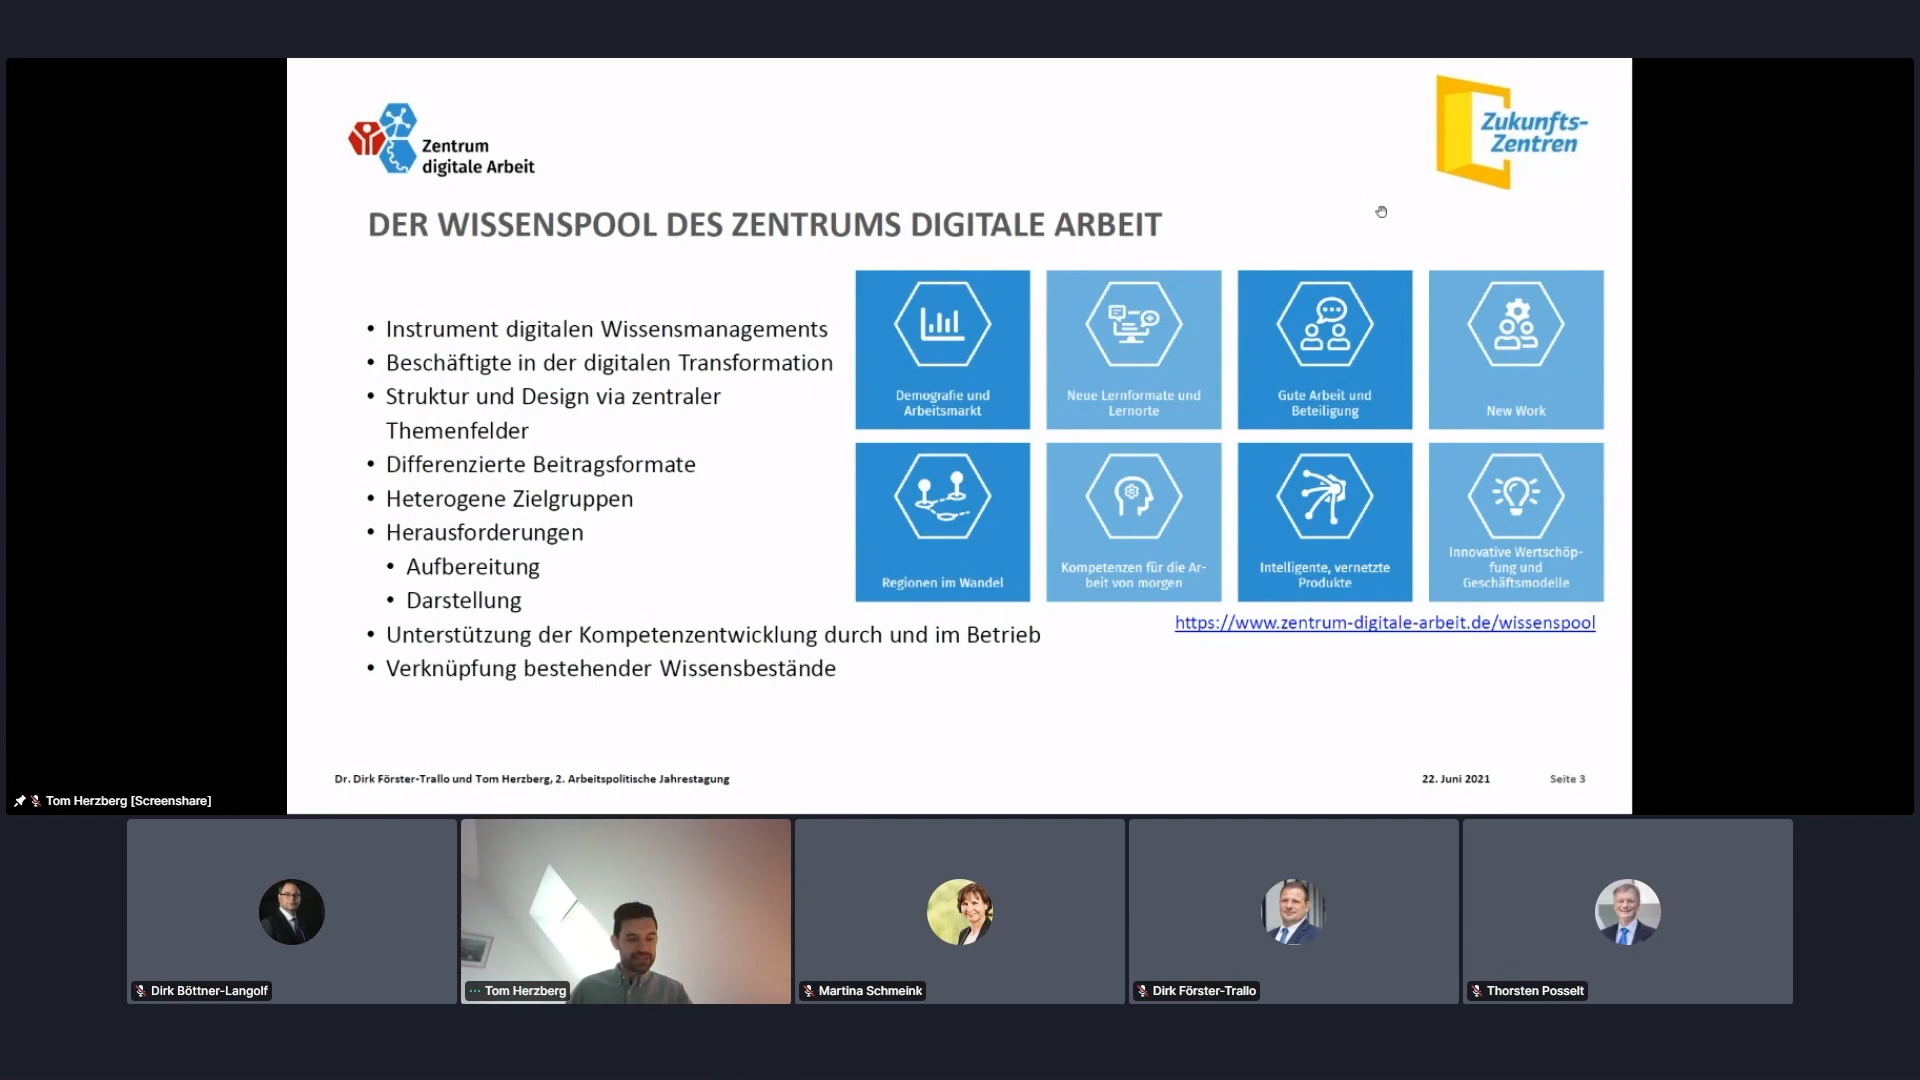 Zentrum
digitale Arbeit
Zukunfts-
Zentren
DER WISSENSPOOL DES ZENTRUMS DIGITALE ARBEIT
• Instrument digitalen Wissensmanagements
• Beschäftigte in der digitalen Transformation
• Struktur und Design via zentraler
Themenfelder
• Differenzierte Beitragsformate
• Heterogene Zielgruppen
• Herausforderungen
• Aufbereitung
• Darstellung
• Unterstützung der Kompetenzentwicklung durch und im Betrieb
• Verknüpfung bestehender Wissensbestände
Demografie und
Arbeitsmarkt
Neue Lernformate und
Lernorte
Gute Arbeit und
Beteiligung
New Work
Regionen im Wandel
Kompetenzen für die Ar-
beit von morgen
Intelligente, vernetzte
Produkte
Innovative Wertschöp-
fung und
Geschäftsmodelle
https://www.zentrum-digitale-arbeit.de/wissenspool
Dr. Dirk Förster-Trallo und Tom Herzberg, 2. Arbeitspolitische Jahrestagung
22. Juni 2021
Seite 3
Tom Herzberg [Screenshare]
Dirk Böttner-Langolf
Tom Herzberg
Martina Schmeink
Dirk Förster-Trallo
Thorsten Posselt